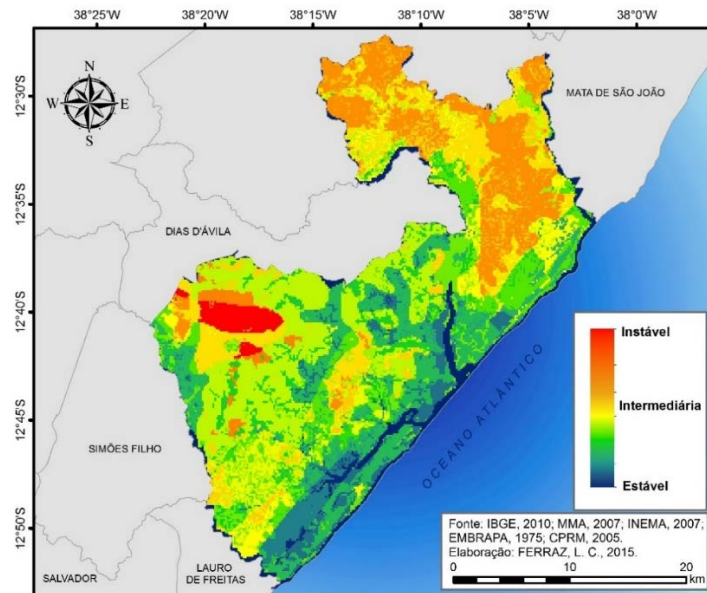 38°25'O 38°20'O 38°15'O 38°10'O 38°5'O 38°0'O
N
W E
S
12°30'S
MATA DE SÃO JOÃO
12°35'S
DIAS D'ÁVILA
12°40'S
Instável
Intermediária
Estável
OCEANO ATLÂNTICO
12°45'S
SIMÕES FILHO
12°50'S
Fonte: IBGE, 2010; MMA, 2007; INEMA, 2007;
EMBRAPA, 1975; CPRM, 2005.
Elaboração: FERRAZ, L. C., 2015.
0 10 20
km
SALVADOR
LAURO
DE FREITAS